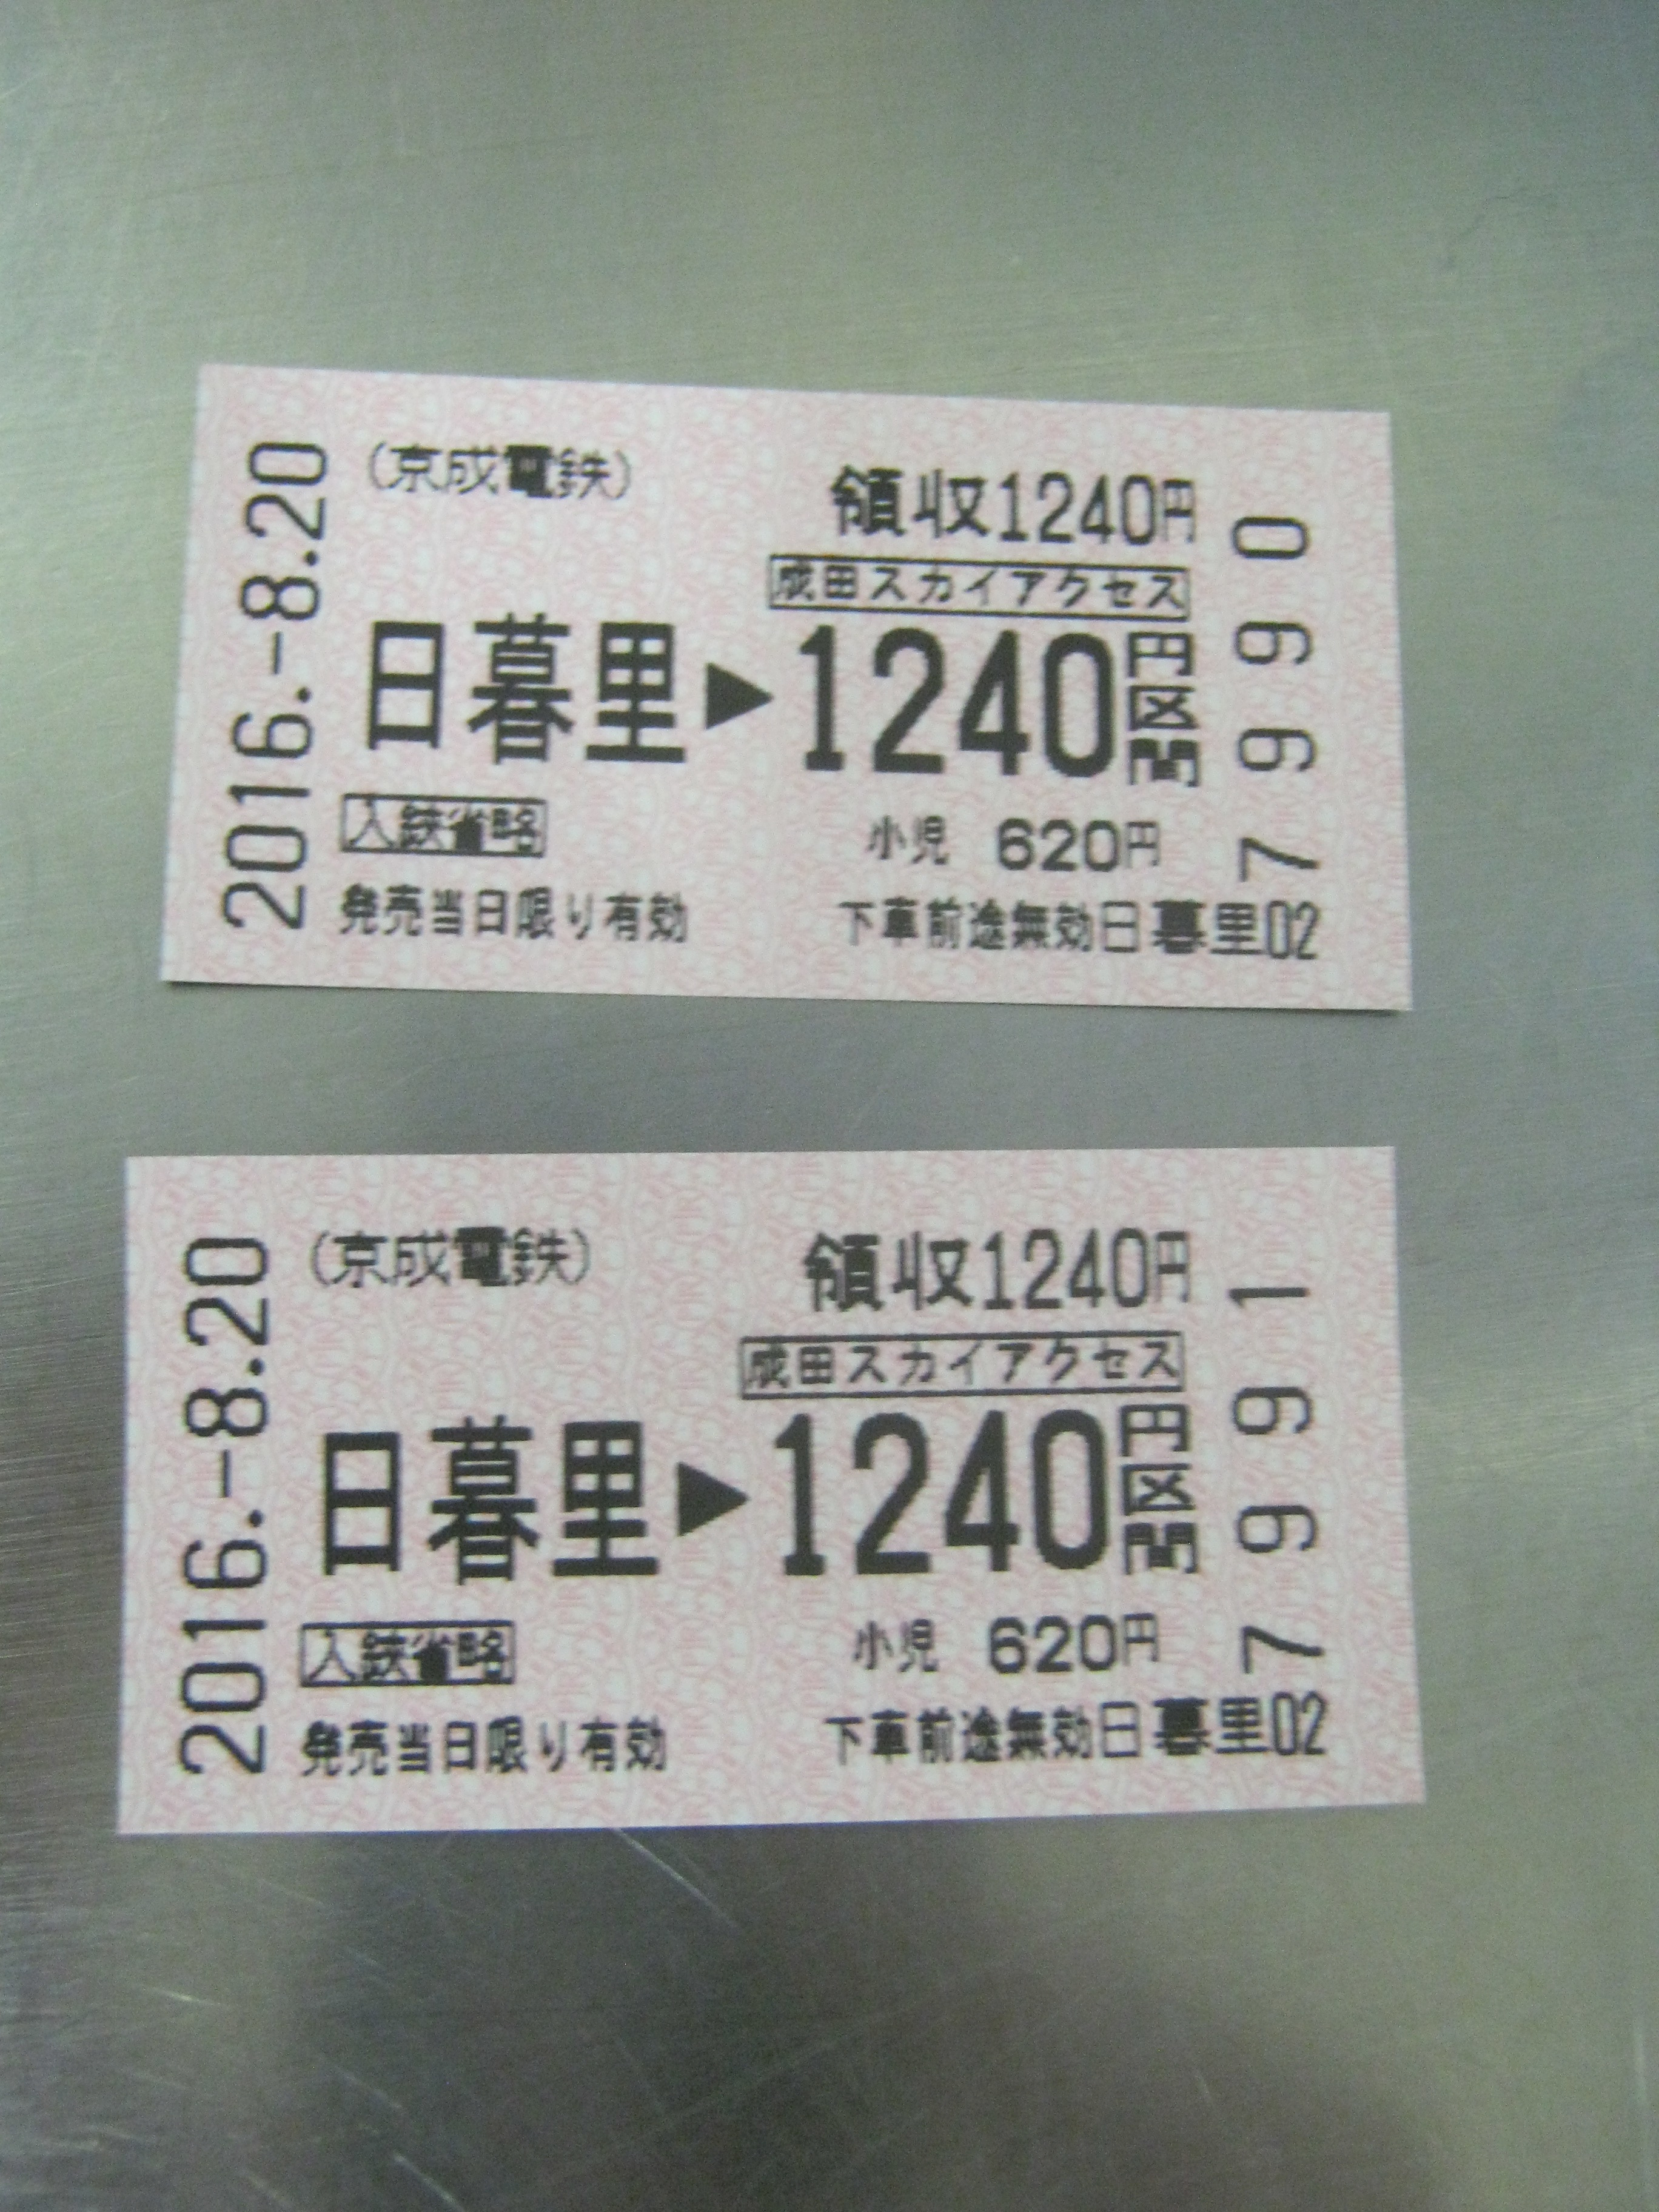 2016.-8.20
(京成電鉄)
領収1240円
成田スカイアクセス
日暮里▶1240円区間
入鋏省略
小児 620円
発売当日限り有効
下車前途無効日暮里02
7990
2016.-8.20
(京成電鉄)
領収1240円
成田スカイアクセス
日暮里▶1240円区間
入鋏省略
小児 620円
発売当日限り有効
下車前途無効日暮里02
7991